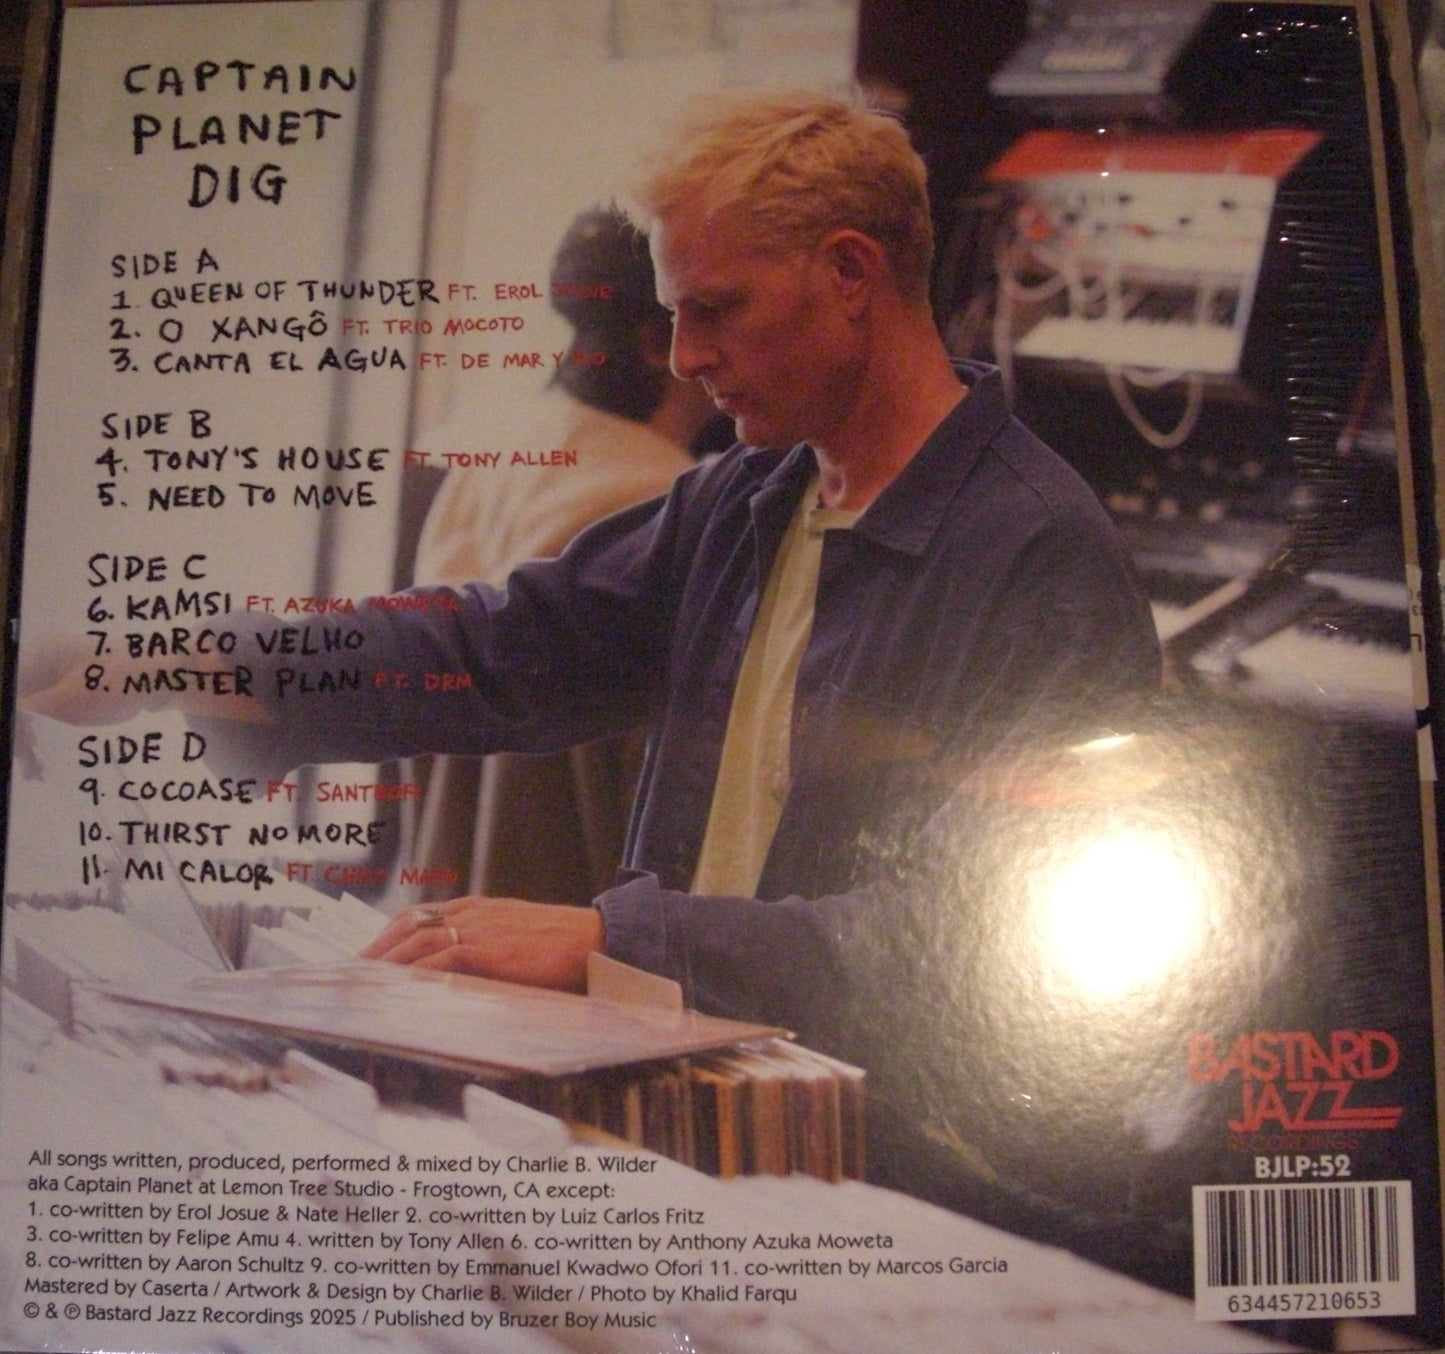 CAPTAIN
PLANET
DIG
SIDE A
1. QUEEN OF THUNDER FT. EROL JOSUE
2. O XANGÔ FT. TRIO MOCOTO
3. CANTA EL AGUA FT. DE MAR Y RIO
SIDE B
4. TONY'S HOUSE FT. TONY ALLEN
5. NEED TO MOVE
SIDE C
6. KAMSI FT. AZUKA MOWETA
7. BARCO VELHO
8. MASTER PLAN FT. DRM
SIDE D
9. COCOASE FT. SANTROFI
10. THIRST NO MORE
11. MI CALOR FT
All songs written, produced, performed & mixed by Charlie B. Wilder
aka Captain Planet at Lemon Tree Studio - Frogtown, CA except:
1. co-written by Erol Josue & Nate Heller 2. co-written by Luiz Carlos Fritz
3. co-written by Felipe Amu 4. written by Tony Allen 6. co-written by Anthony Azuka Moweta
8. co-written by Aaron Schultz 9. co-written by Emmanuel Kwadwo Ofori 11. co-written by Marcos Garcia
Mastered by Caserta / Artwork & Design by Charlie B. Wilder / Photo by Khalid Farqu
© & ℗ Bastard Jazz Recordings 2025 / Published by Bruzer Boy Music
BASTARD
JAZZ
RECORDINGS
BJLP:52
634457210653